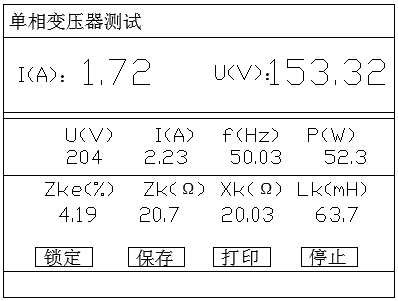 单相变压器测试
I(A)：1.72 U(V)：153.32
U(V) I(A) f(Hz) P(W)
204 2.23 50.03 52.3
Zke(%) Zk(Ω) Xk(Ω) Lk(mH)
4.19 20.7 20.03 63.7
锁定 保存 打印 停止